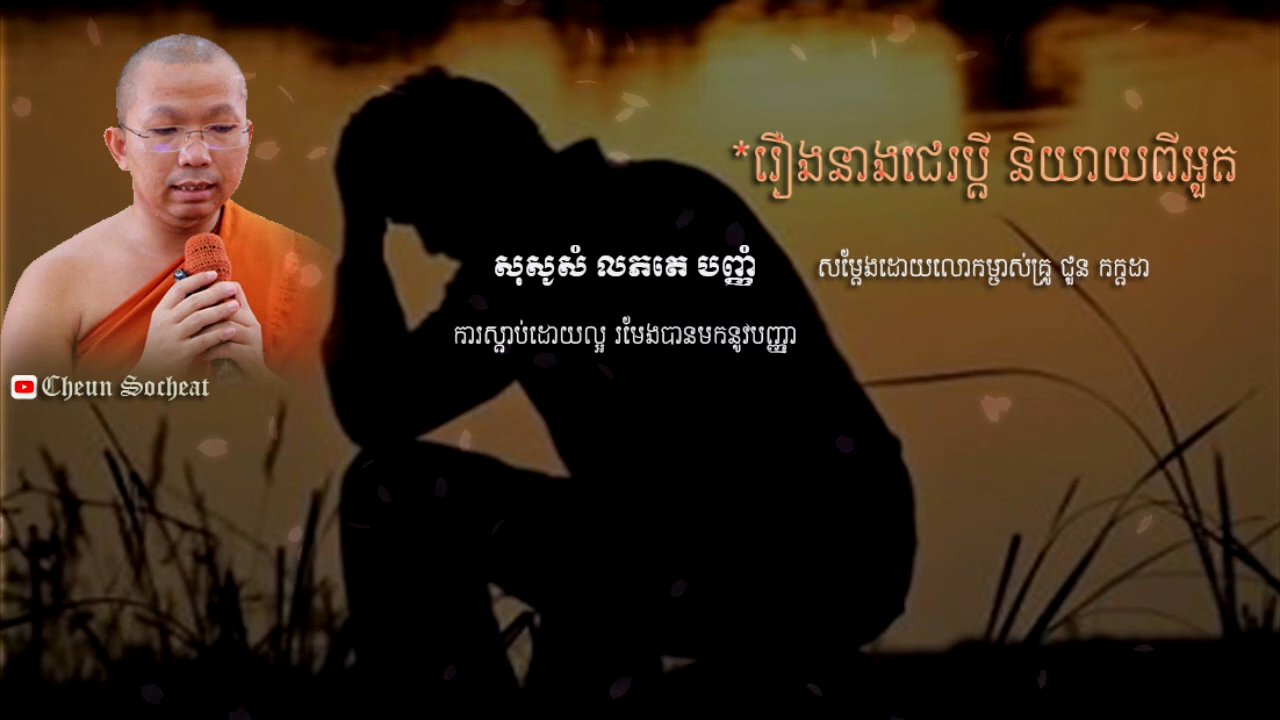 *រឿងនាងជេរប្តី និយាយពីអួត
សុសូសំ លភតេ បញ្ញំ
សម្តែងដោយលោកម្ចាស់គ្រូ ជួន កក្កដា
ការស្តាប់ដោយល្អ រមែងបានមកនូវបញ្ញា
Cheun Socheat